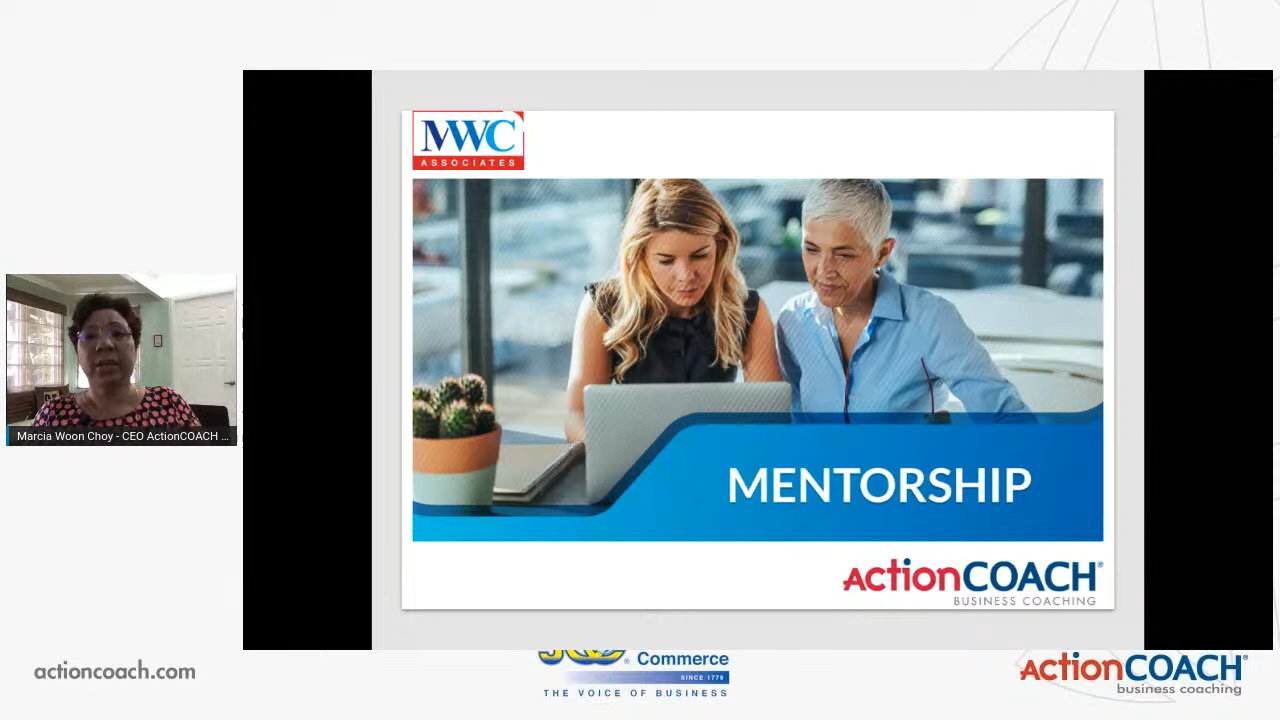 MWC
ASSOCIATES
MENTORSHIP
ActionCOACH®
BUSINESS COACHING
Marcia Woon Choy - CEO ActionCOACH ...
actioncoach.com
® Commerce
SINCE 1779
THE VOICE OF BUSINESS
ActionCOACH®
business coaching